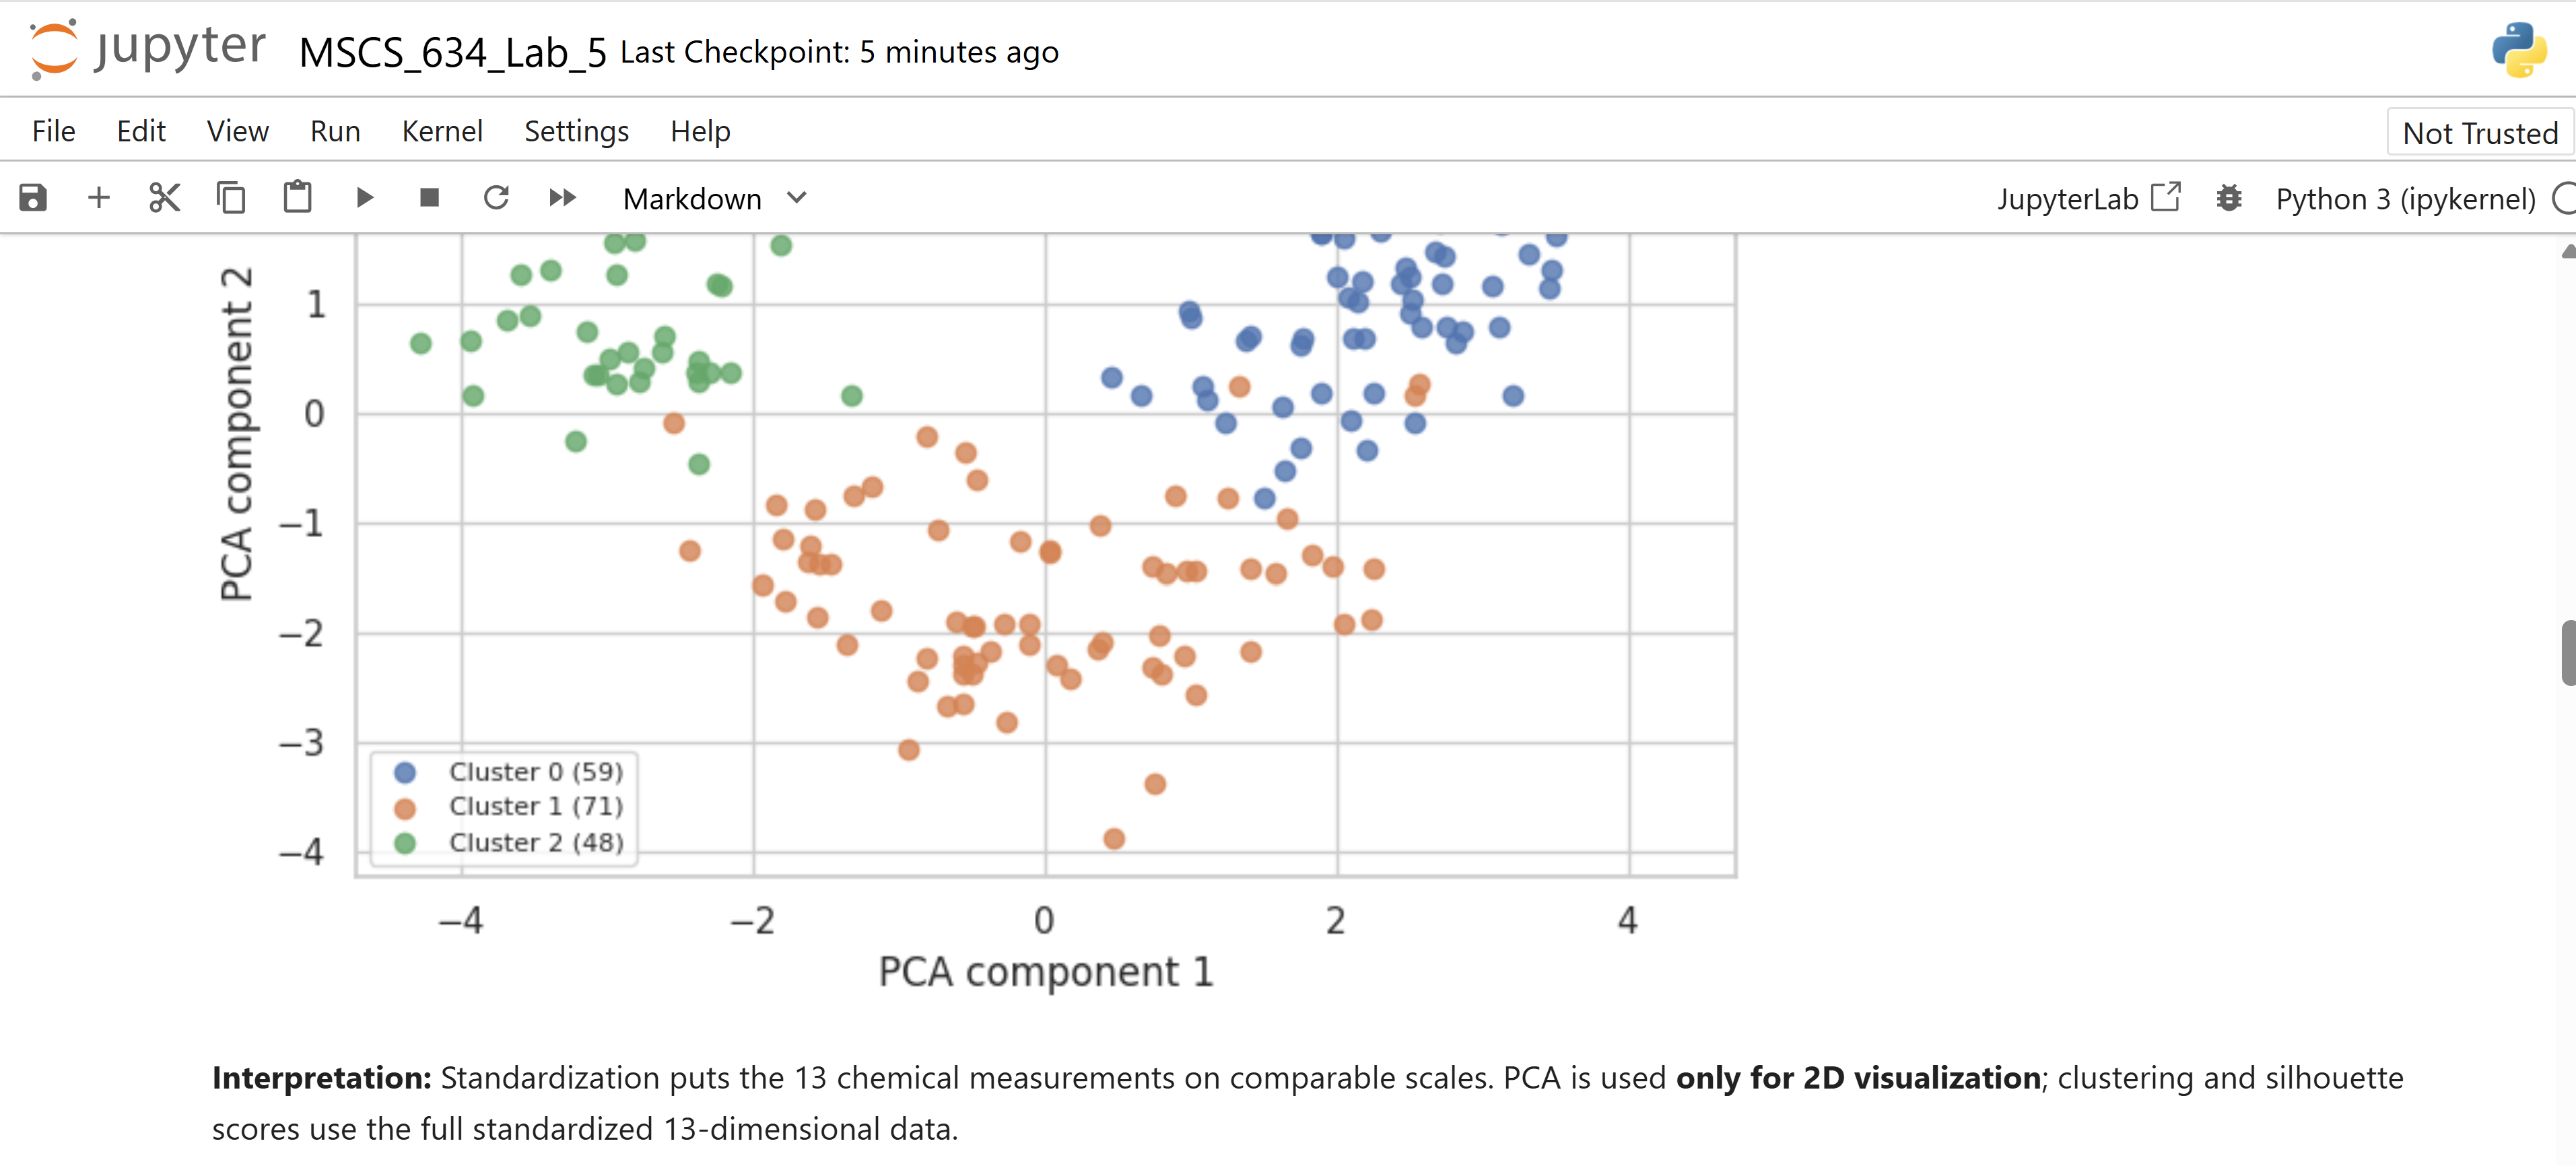 jupyter MSCS_634_Lab_5 Last Checkpoint: 5 minutes ago
File Edit View Run Kernel Settings Help Not Trusted
Markdown JupyterLab Python 3 (ipykernel)
PCA component 2
1
0
−1
−2
−3
−4
Cluster 0 (59)
Cluster 1 (71)
Cluster 2 (48)
−4 −2 0 2 4
PCA component 1
Interpretation: Standardization puts the 13 chemical measurements on comparable scales. PCA is used only for 2D visualization; clustering and silhouette
scores use the full standardized 13-dimensional data.